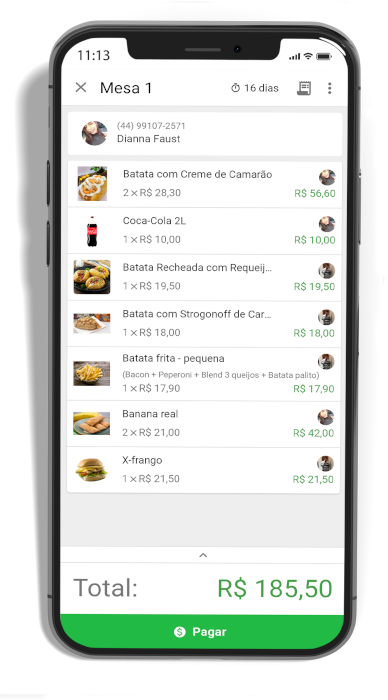 11:13
Mesa 1
16 dias
(44) 99107-2571
Dianna Faust
Batata com Creme de Camarão
2 × R$ 28,30
R$ 56,60
Coca-Cola 2L
1 × R$ 10,00
R$ 10,00
Batata Recheada com Requeij...
1 × R$ 19,50
R$ 19,50
Batata com Strogonoff de Car...
1 × R$ 18,00
R$ 18,00
Batata frita - pequena
(Bacon + Peperoni + Blend 3 queijos + Batata palito)
1 × R$ 17,90
R$ 17,90
Banana real
2 × R$ 21,00
R$ 42,00
X-frango
1 × R$ 21,50
R$ 21,50
Total:
R$ 185,50
Pagar